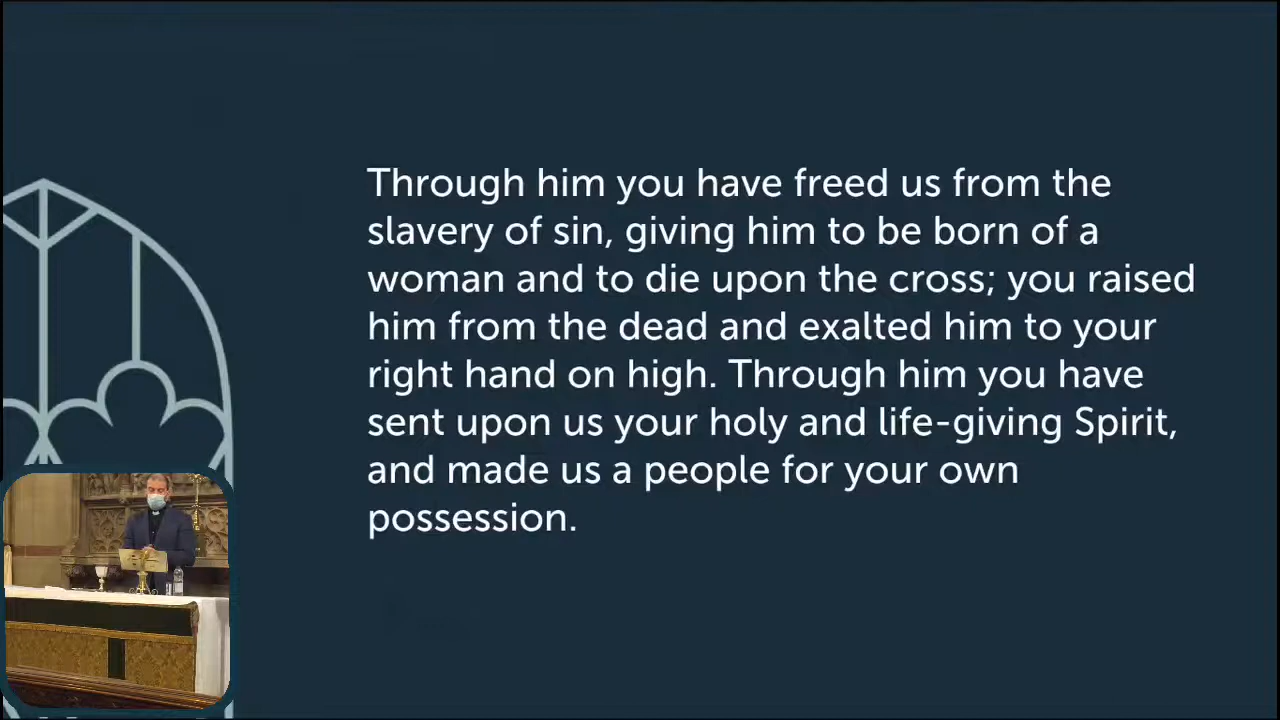 Through him you have freed us from the
slavery of sin, giving him to be born of a
woman and to die upon the cross; you raised
him from the dead and exalted him to your
right hand on high. Through him you have
sent upon us your holy and life-giving Spirit,
and made us a people for your own
possession.